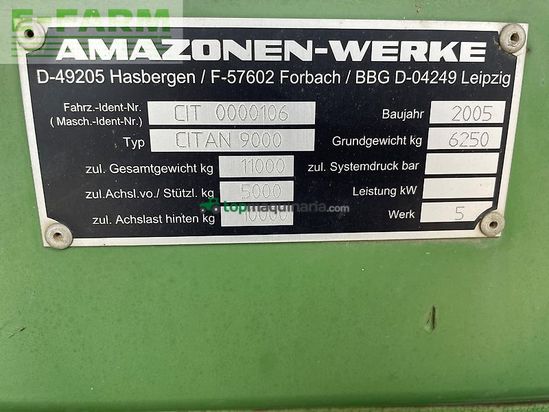 E-FARM
AMAZONEN-WERKE
D-49205 Hasbergen / F-57602 Forbach / BBG D-04249 Leipzig
Fahrz.-Ident-Nr. CIT 0000106 Baujahr 2005
( Masch.-Ident-Nr.)
Typ CITAN 9000 Grundgewicht kg 6250
zul. Gesamtgewicht kg 11000 zul. Systemdruck bar
zul.Achsl.vo./ Stützl. kg 5000 Leistung kW
zul. Achslast hinten kg 10000 Werk 5
topmaquinaria.com